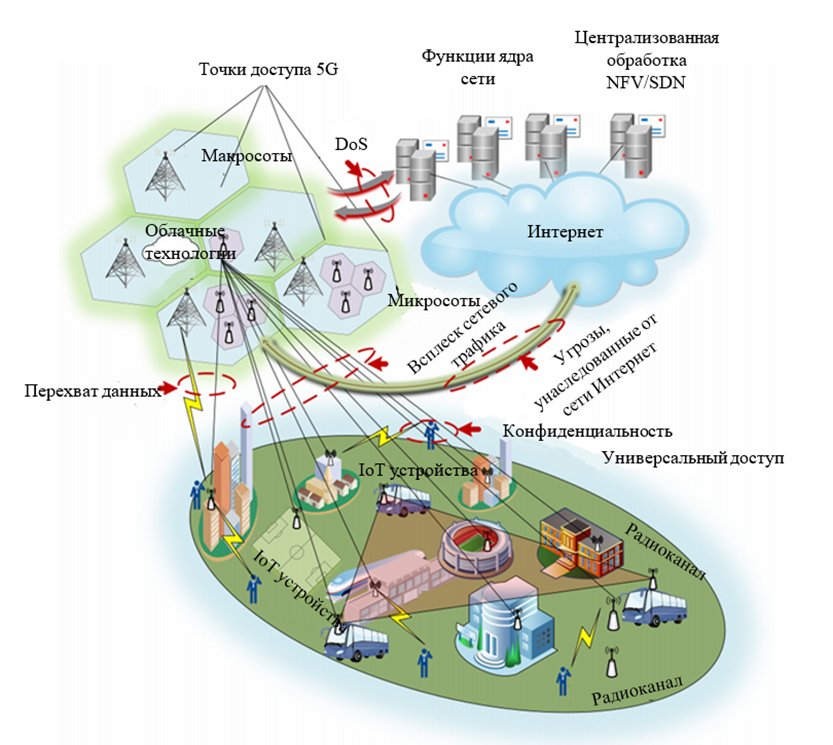 Централизованная
обработка
NFV/SDN
Функции ядра
сети
Точки доступа 5G
DoS
Макросоты
Облачные
технологии
Интернет
Микросоты
Всплеск сетевого
трафика
Угрозы,
унаследованные от
сети Интернет
Перехват данных
Конфиденциальность
Универсальный доступ
IoT устройства
Радиоканал
IoT устройства
Радиоканал